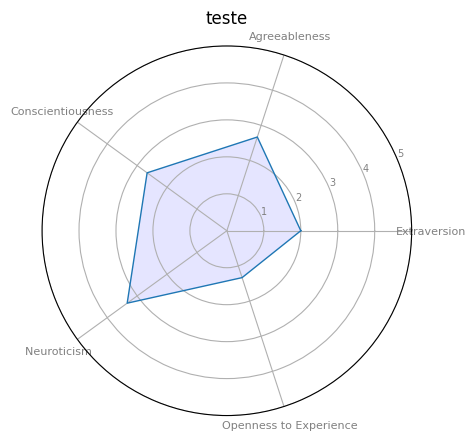 teste
Agreeableness
Conscientiousness
5
4
3
2
1
Extraversion
Neuroticism
Openness to Experience